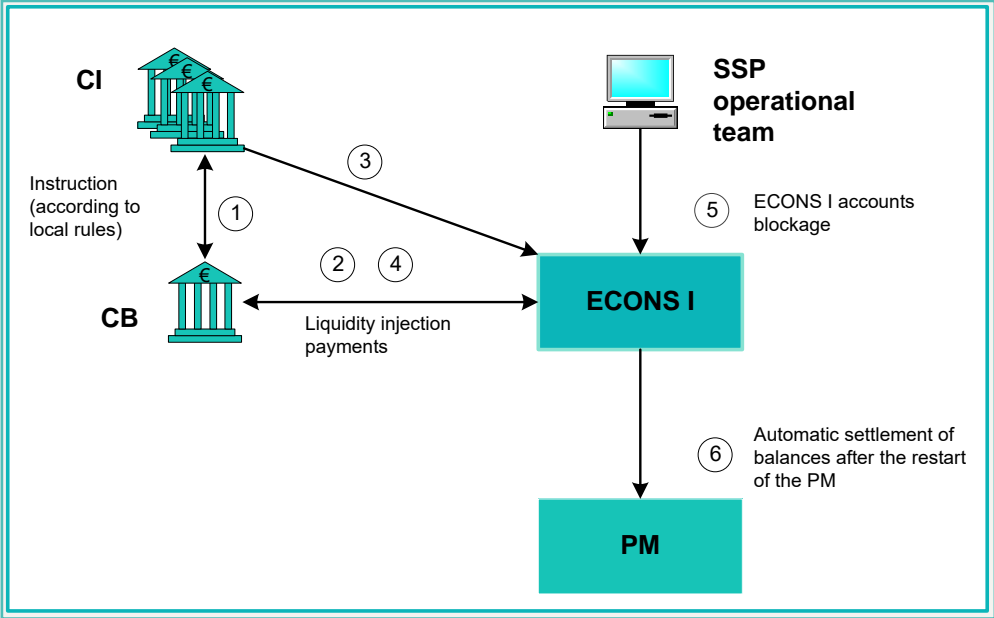 CI
€
€
€
SSP
operational
team
3
Instruction
(according to
local rules)
1
5
ECONS I accounts
blockage
2
4
€
CB
ECONS I
Liquidity injection
payments
6
Automatic settlement of
balances after the restart
of the PM
PM